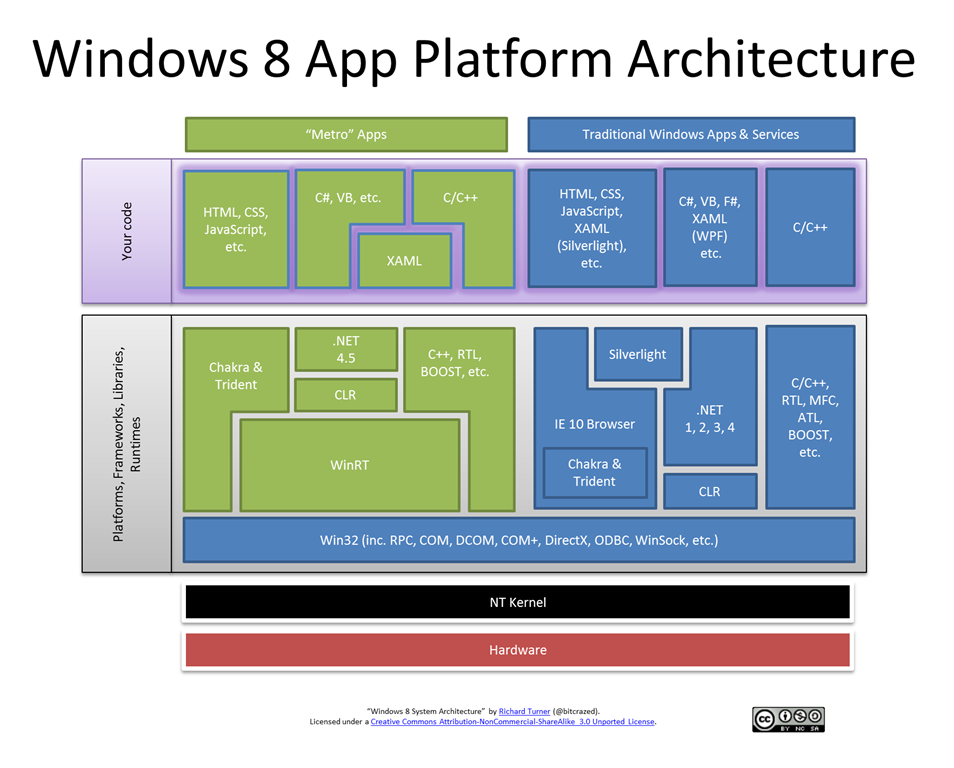 Windows 8 App Platform Architecture
“Metro” Apps
Traditional Windows Apps & Services
Your code
HTML, CSS,
JavaScript,
etc.
C#, VB, etc.
C/C++
XAML
HTML, CSS,
JavaScript,
XAML
(Silverlight),
etc.
C#, VB, F#,
XAML
(WPF)
etc.
C/C++
Platforms, Frameworks, Libraries,
Runtimes
Chakra &
Trident
.NET
4.5
CLR
C++, RTL,
BOOST, etc.
WinRT
Silverlight
IE 10 Browser
Chakra &
Trident
.NET
1, 2, 3, 4
CLR
C/C++,
RTL, MFC,
ATL,
BOOST,
etc.
Win32 (inc. RPC, COM, DCOM, COM+, DirectX, ODBC, WinSock, etc.)
NT Kernel
Hardware
“Windows 8 System Architecture” by Richard Turner (@bitcrazed).
Licensed under a Creative Commons Attribution-NonCommercial-ShareAlike 3.0 Unported License.
cc
BY NC SA